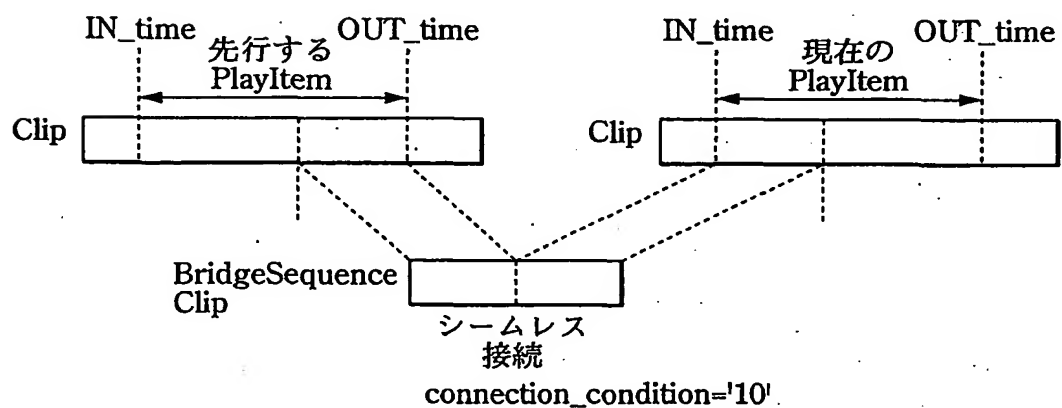 IN_time
先行する
PlayItem
OUT_time
Clip
IN_time
現在の
PlayItem
OUT_time
Clip
BridgeSequence
Clip
シームレス
接続
connection_condition='10'